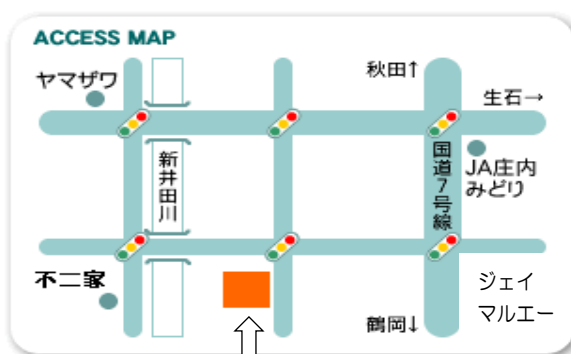 ACCESS MAP
ヤマザワ
秋田↑
生石→
新井田川
国道7号線
JA庄内
みどり
不二家
ジェイ
マルエー
鶴岡↓